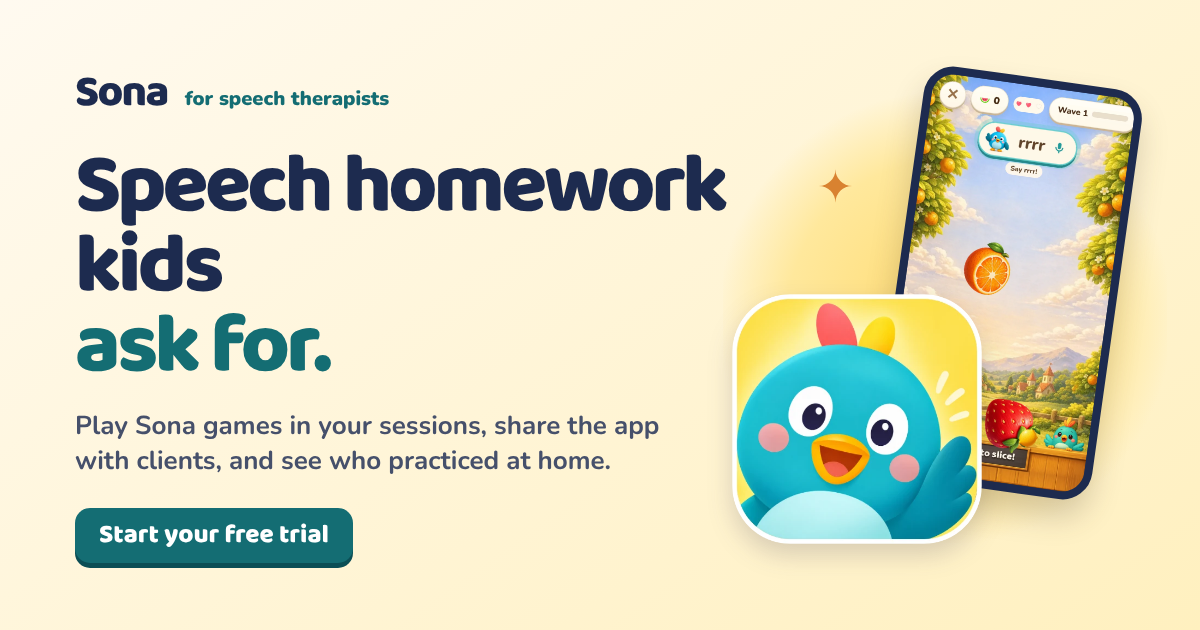 Sona for speech therapists
Speech homework
kids
ask for.
Play Sona games in your sessions, share the app
with clients, and see who practiced at home.
Start your free trial
0
Wave 1
rrrr
Say rrrr!
to slice!